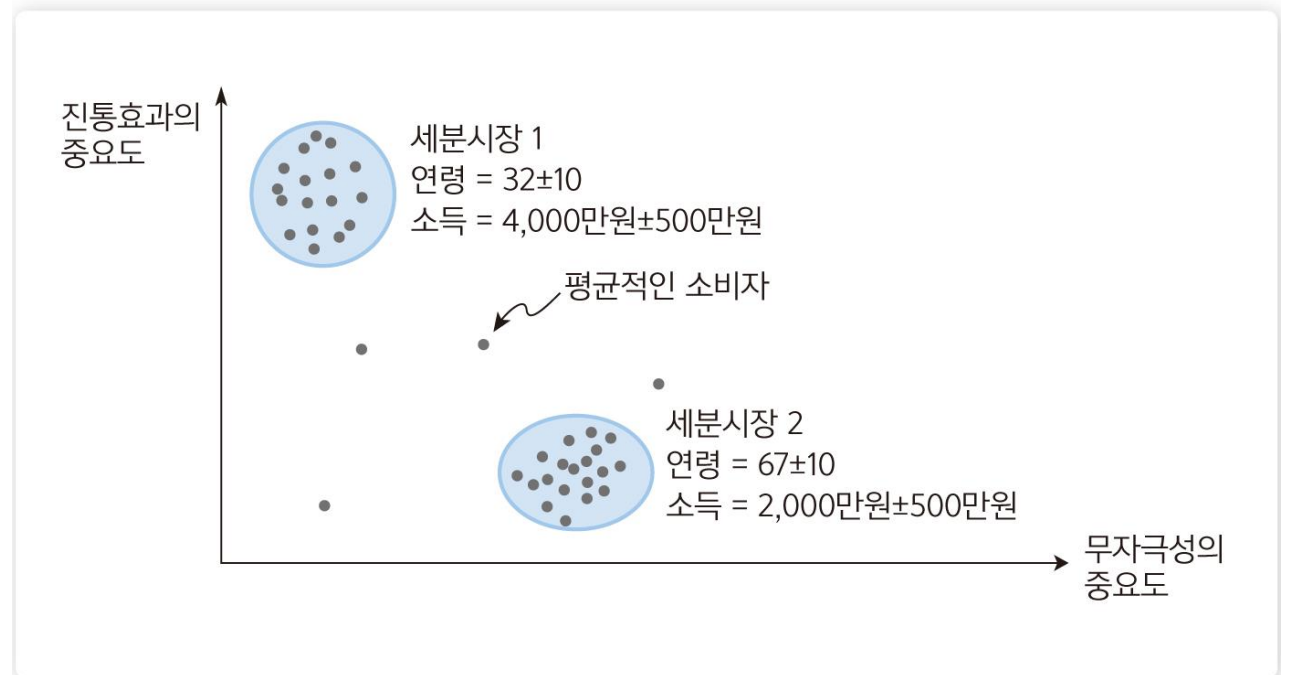 진통효과의
중요도
세분시장 1
연령 = 32±10
소득 = 4,000만원±500만원
평균적인 소비자
세분시장 2
연령 = 67±10
소득 = 2,000만원±500만원
무자극성의
중요도